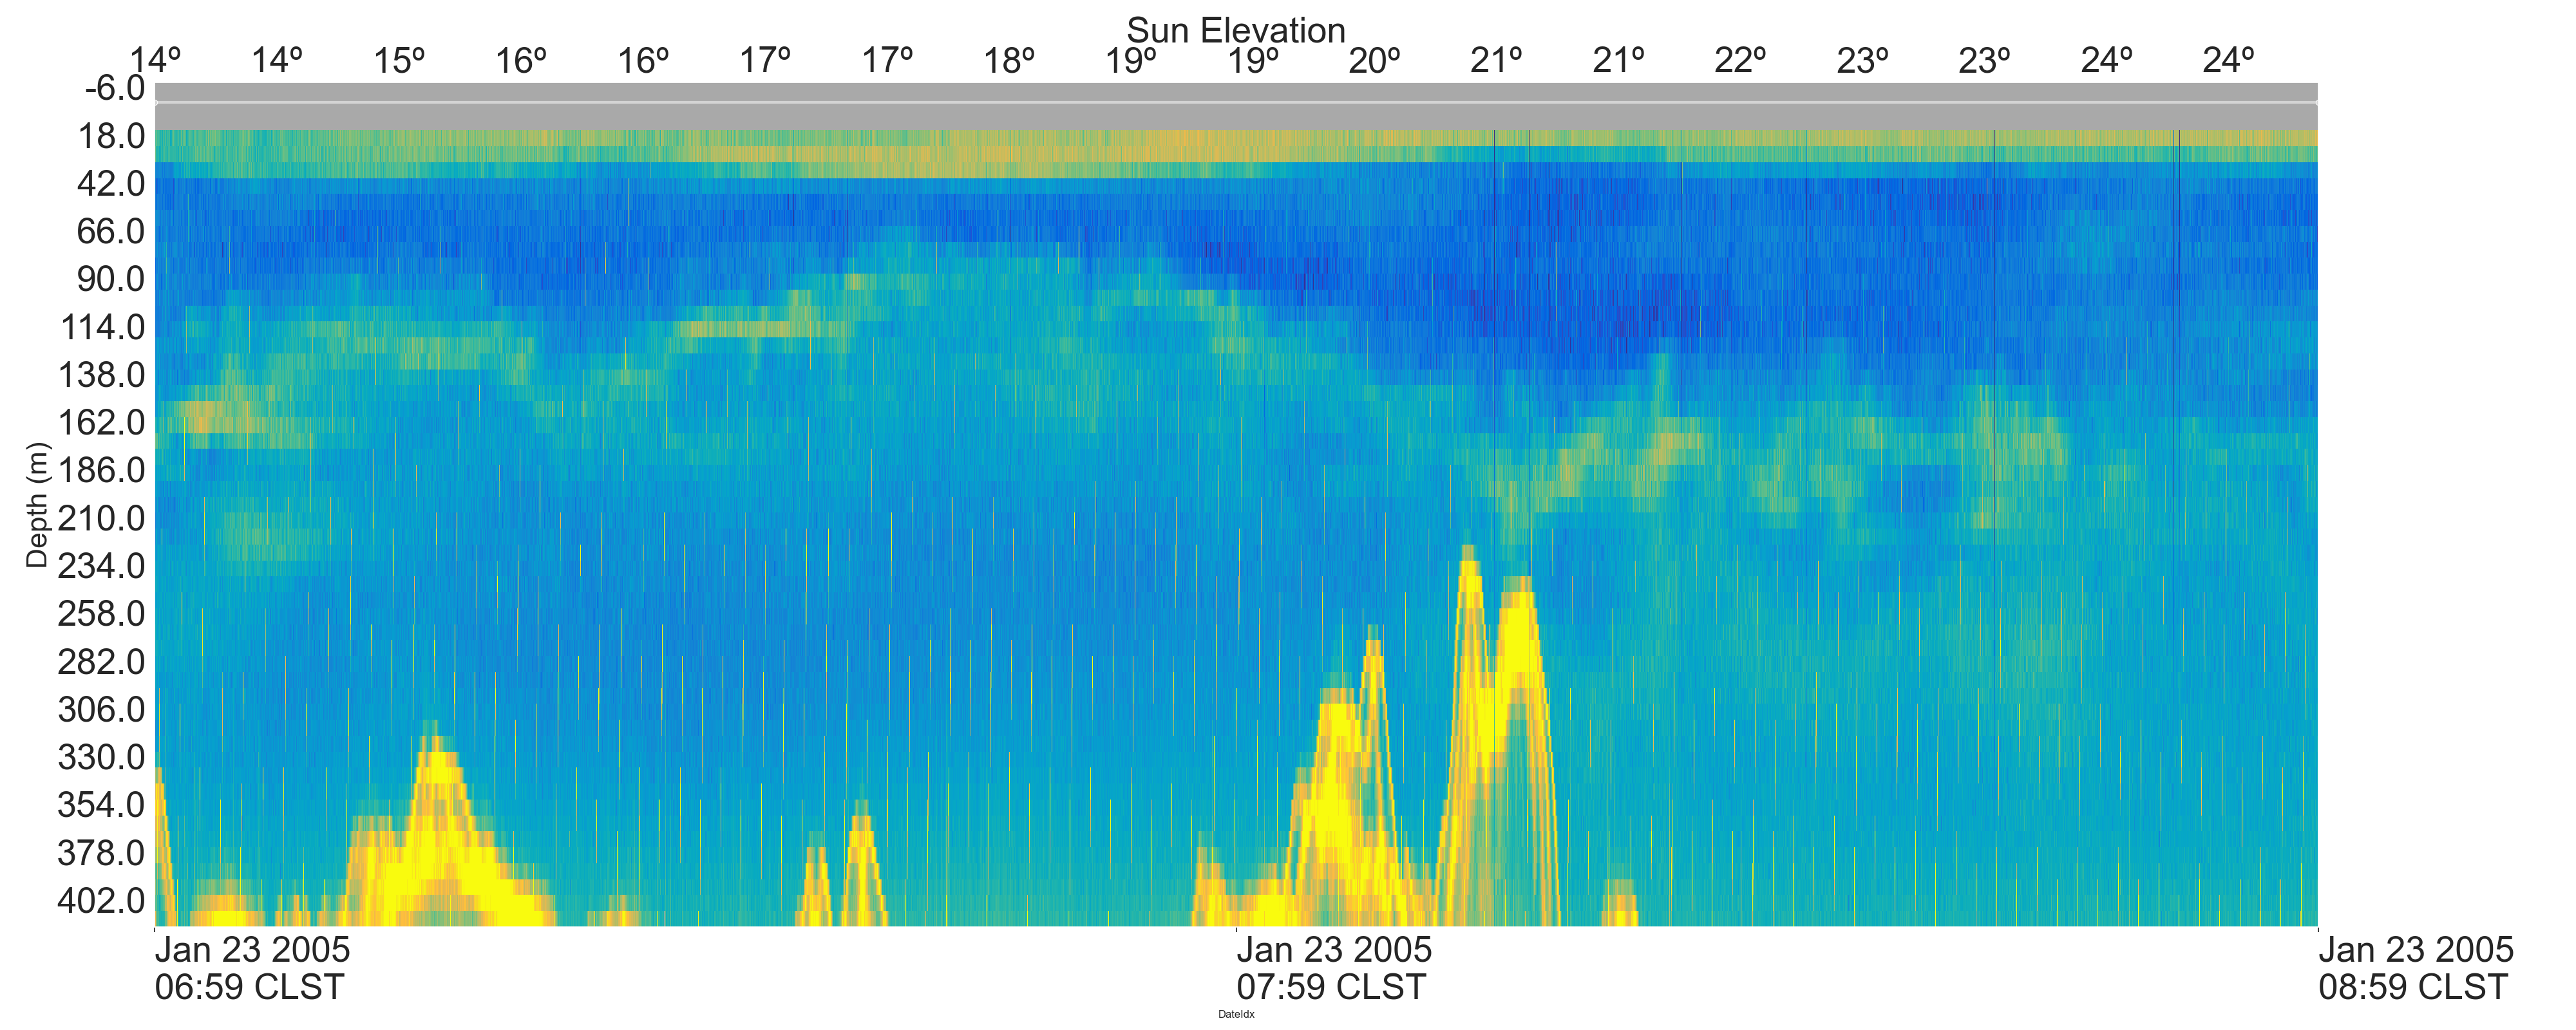 Sun Elevation
14º 14º 15º 16º 16º 17º 17º 18º 19º 19º 20º 21º 21º 22º 23º 23º 24º 24º
-6.0
18.0
42.0
66.0
90.0
114.0
138.0
162.0
186.0
210.0
234.0
258.0
282.0
306.0
330.0
354.0
378.0
402.0
Depth (m)
Jan 23 2005
06:59 CLST
Jan 23 2005
07:59 CLST
Jan 23 2005
08:59 CLST
DateIdx